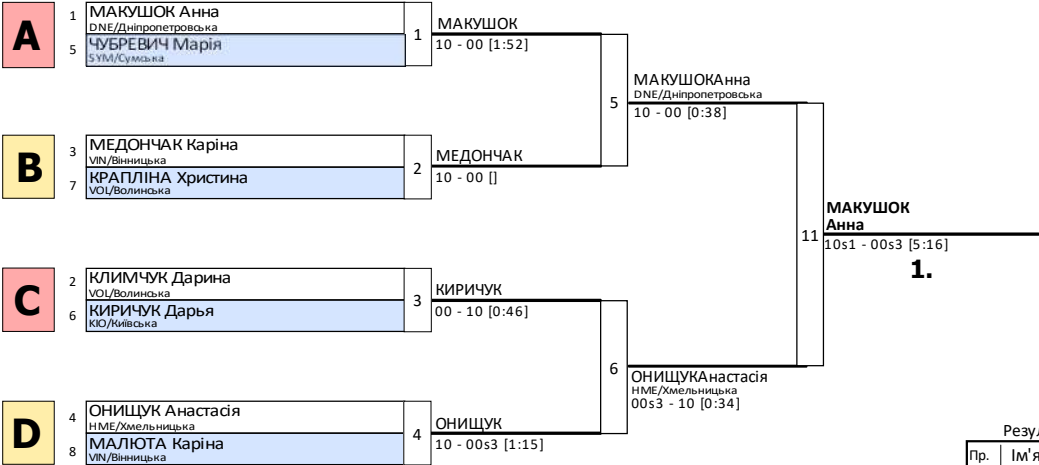 A
1 МАКУШОК Анна
DNE/Дніпропетровська
5 ЧУБРЕВИЧ Марія
SYM/Сумська
1
МАКУШОК
10 - 00 [1:52]
5
МАКУШОКАнна
DNE/Дніпропетровська
10 - 00 [0:38]
B
3 МЕДОНЧАК Каріна
VIN/Вінницька
7 КРАПЛІНА Христина
VOL/Волинська
2
МЕДОНЧАК
10 - 00 []
11
МАКУШОК
Анна
10s1 - 00s3 [5:16]
1.
C
2 КЛИМЧУК Дарина
VOL/Волинська
6 КИРИЧУК Дарья
KIO/Київська
3
КИРИЧУК
00 - 10 [0:46]
6
ОНИЩУКАнастасія
HME/Хмельницька
00s3 - 10 [0:34]
D
4 ОНИЩУК Анастасія
HME/Хмельницька
8 МАЛЮТА Каріна
VIN/Вінницька
4
ОНИЩУК
10 - 00s3 [1:15]
Резул
Пр. Ім'я